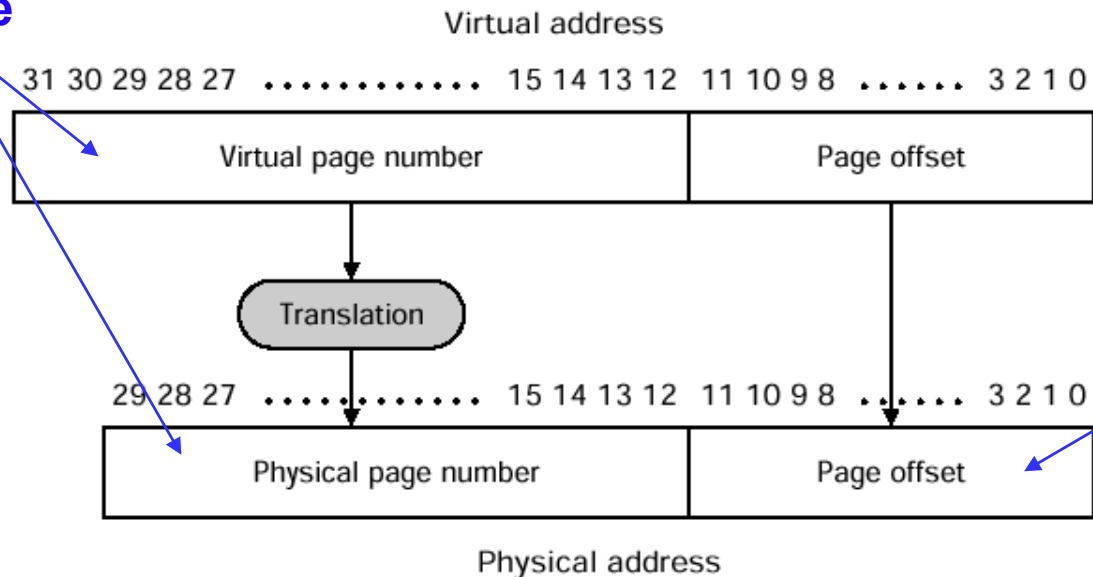 e
Virtual address
31 30 29 28 27 ............ 15 14 13 12 11 10 9 8 ...... 3 2 1 0
Virtual page number Page offset
Translation
29 28 27 ............ 15 14 13 12 11 10 9 8 ...... 3 2 1 0
Physical page number Page offset
Physical address